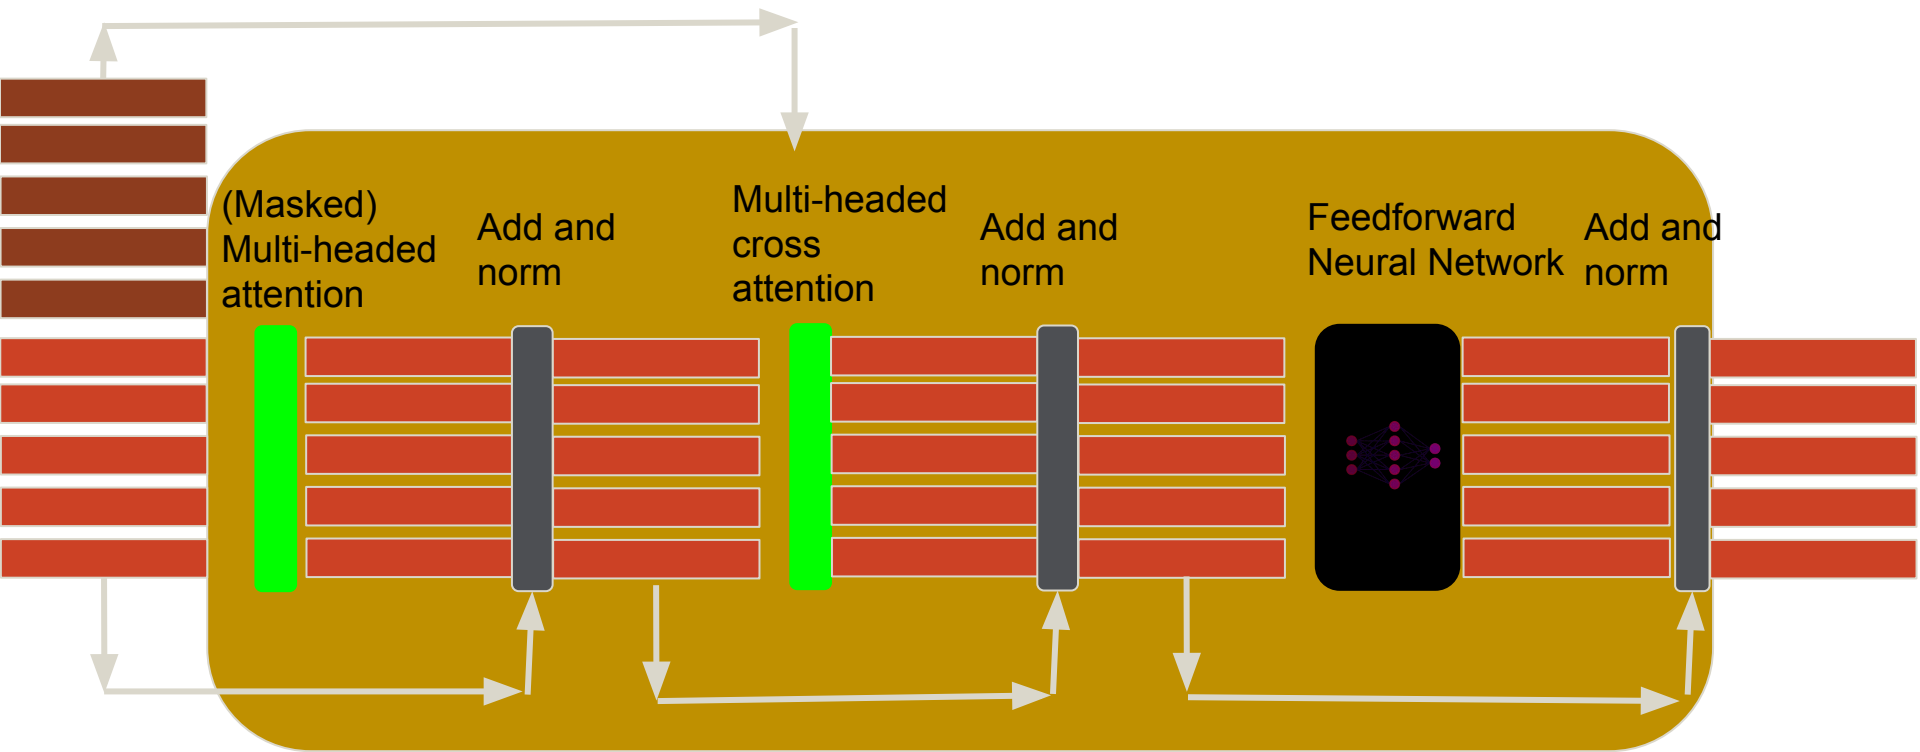 (Masked)
Multi-headed
attention
Add and
norm
Multi-headed
cross
attention
Add and
norm
Feedforward
Neural Network
Add and
norm